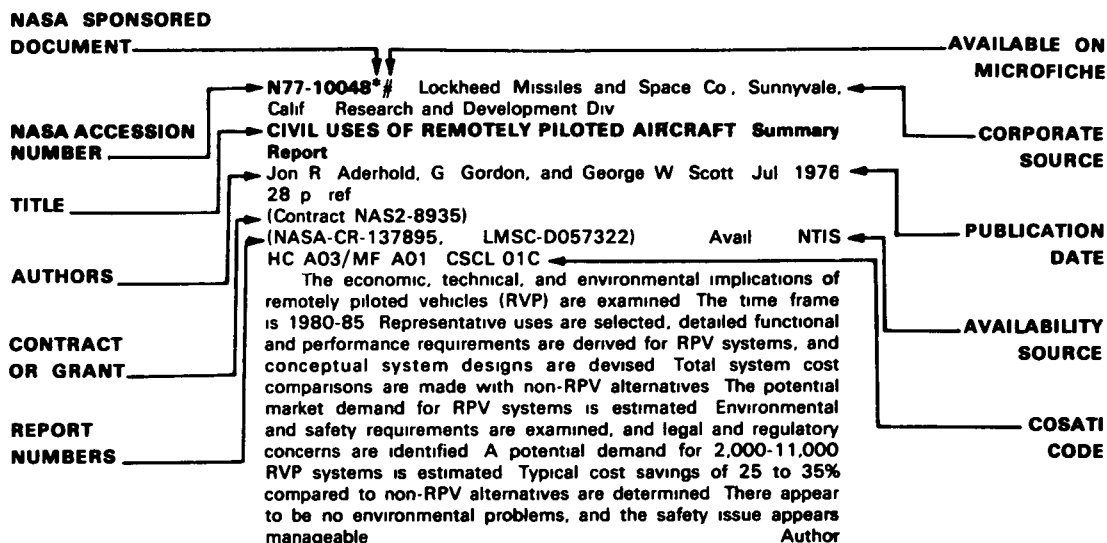 NASA SPONSORED
DOCUMENT
AVAILABLE ON
MICROFICHE
N77-10048*# Lockheed Missiles and Space Co, Sunnyvale,
Calif Research and Development Div
NASA ACCESSION
NUMBER
CIVIL USES OF REMOTELY PILOTED AIRCRAFT Summary
Report
CORPORATE
SOURCE
Jon R Aderhold, G Gordon, and George W Scott Jul 1976
28 p ref
TITLE
(Contract NAS2-8935)
(NASA-CR-137895, LMSC-D057322) Avail NTIS
HC A03/MF A01 CSCL 01C
PUBLICATION
DATE
AUTHORS
The economic, technical, and environmental implications of
remotely piloted vehicles (RVP) are examined The time frame
is 1980-85 Representative uses are selected, detailed functional
and performance requirements are derived for RPV systems, and
conceptual system designs are devised Total system cost
comparisons are made with non-RPV alternatives The potential
market demand for RPV systems is estimated Environmental
and safety requirements are examined, and legal and regulatory
concerns are identified A potential demand for 2,000-11,000
RVP systems is estimated Typical cost savings of 25 to 35%
compared to non-RPV alternatives are determined There appear
to be no environmental problems, and the safety issue appears
manageable Author
AVAILABILITY
SOURCE
CONTRACT
OR GRANT
COSATI
CODE
REPORT
NUMBERS